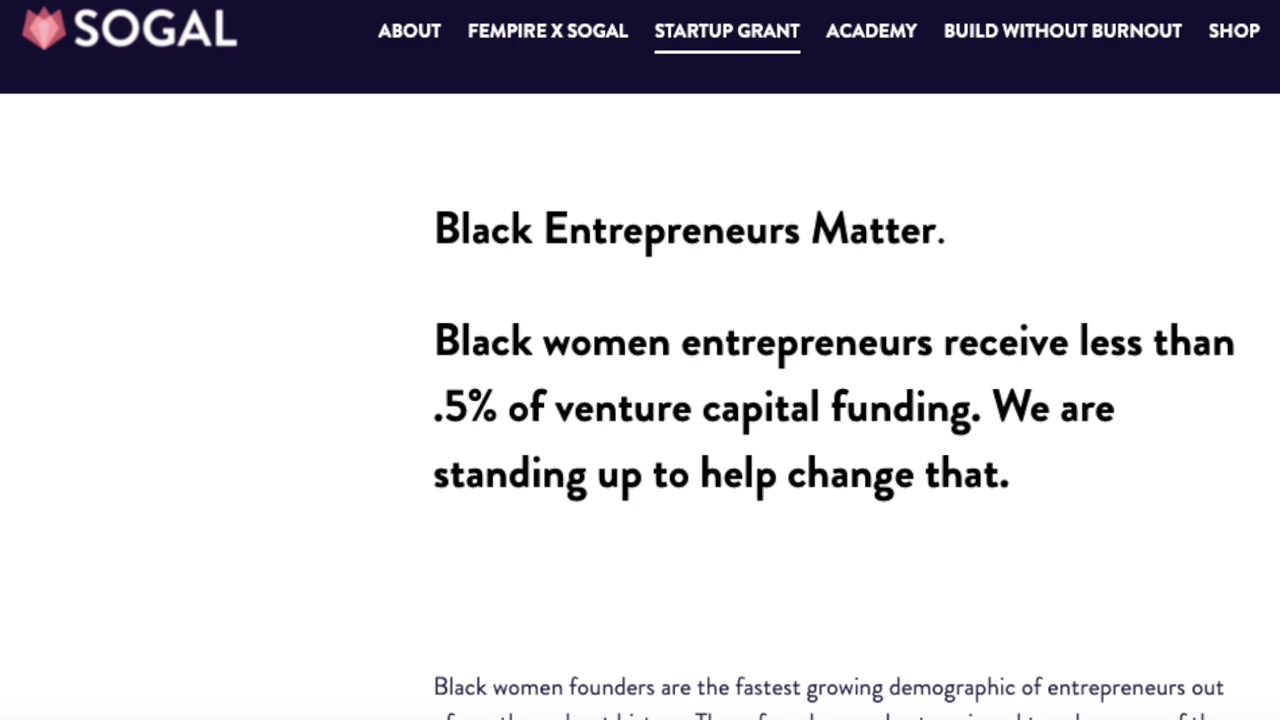 SOGAL
ABOUT FEMPIRE X SOGAL STARTUP GRANT ACADEMY BUILD WITHOUT BURNOUT SHOP
Black Entrepreneurs Matter.
Black women entrepreneurs receive less than
.5% of venture capital funding. We are
standing up to help change that.
Black women founders are the fastest growing demographic of entrepreneurs out